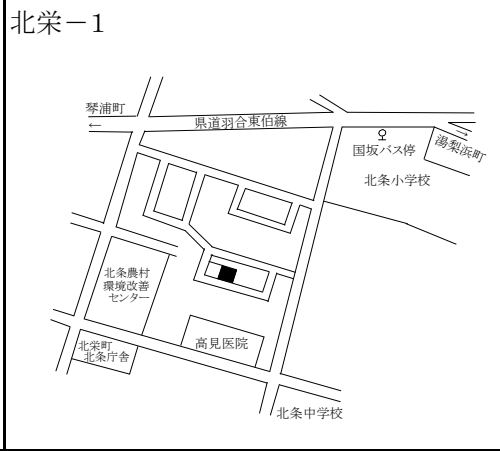 北栄－1
琴浦町
←
県道羽合東伯線
→
湯梨浜町
国坂バス停
北条小学校
北条農村
環境改善
センター
高見医院
北栄町
北条庁舎
北条中学校